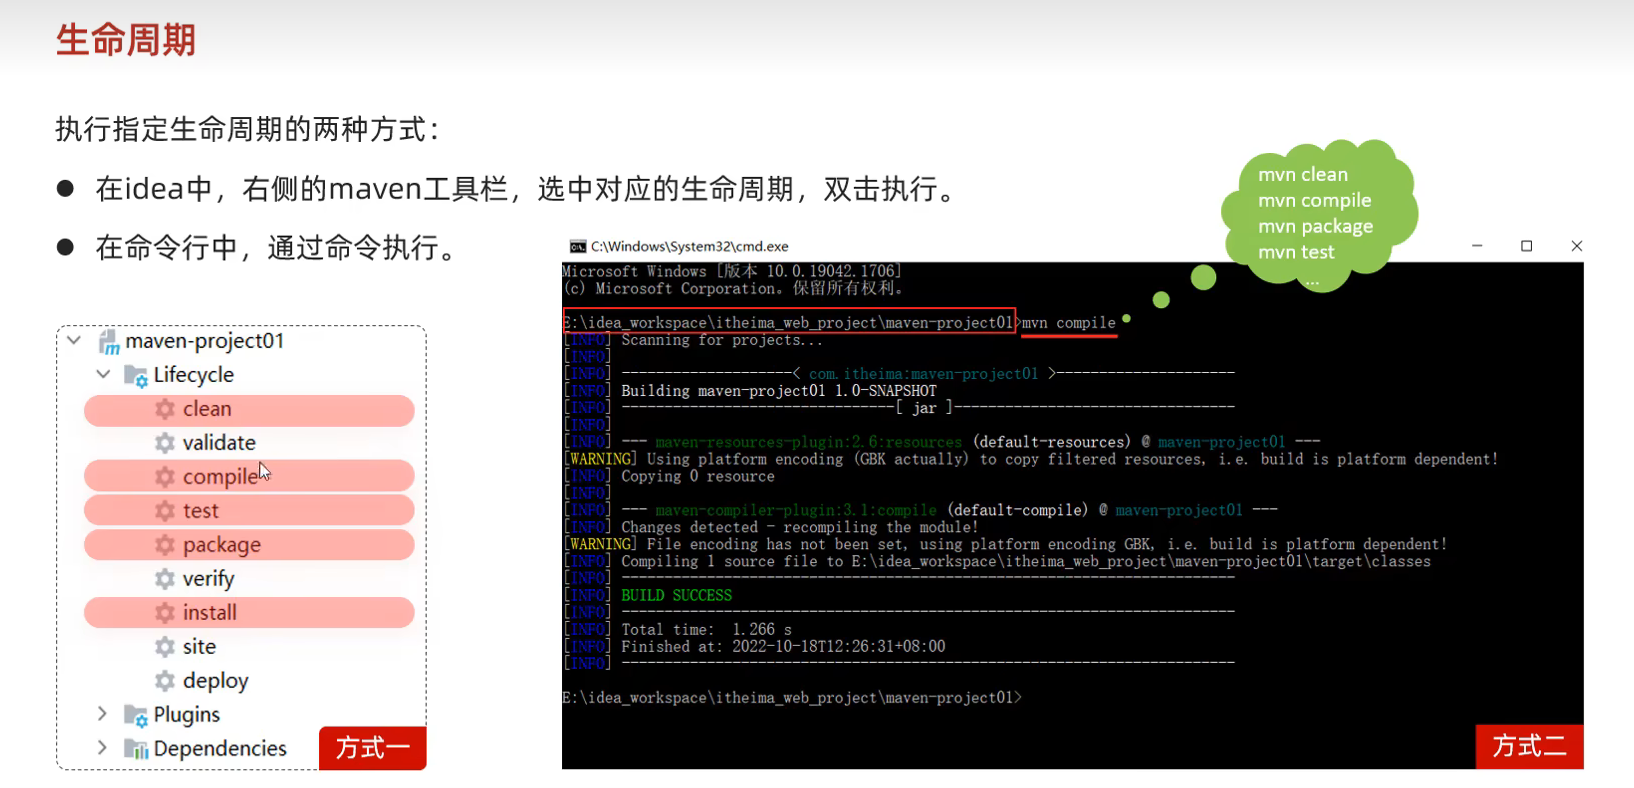 生命周期
执行指定生命周期的两种方式：
● 在idea中，右侧的maven工具栏，选中对应的生命周期，双击执行。
● 在命令行中，通过命令执行。
maven-project01
Lifecycle
clean
validate
compile
test
package
verify
install
site
deploy
Plugins
Dependencies
方式一
mvn clean
mvn compile
mvn package
mvn test
...
C:\Windows\System32\cmd.exe
Microsoft Windows [版本 10.0.19042.1706]
(c) Microsoft Corporation。保留所有权利。
E:\idea_workspace\itheima_web_project\maven-project01>mvn compile
[INFO] Scanning for projects...
[INFO]
[INFO] --------------------< com.itheima:maven-project01 >---------------------
[INFO] Building maven-project01 1.0-SNAPSHOT
[INFO] --------------------------------[ jar ]---------------------------------
[INFO]
[INFO] --- maven-resources-plugin:2.6:resources (default-resources) @ maven-project01 ---
[WARNING] Using platform encoding (GBK actually) to copy filtered resources, i.e. build is platform dependent!
[INFO] Copying 0 resource
[INFO]
[INFO] --- maven-compiler-plugin:3.1:compile (default-compile) @ maven-project01 ---
[INFO] Changes detected - recompiling the module!
[WARNING] File encoding has not been set, using platform encoding GBK, i.e. build is platform dependent!
[INFO] Compiling 1 source file to E:\idea_workspace\itheima_web_project\maven-project01\target\classes
[INFO] ------------------------------------------------------------------------
[INFO] BUILD SUCCESS
[INFO] ------------------------------------------------------------------------
[INFO] Total time:  1.266 s
[INFO] Finished at: 2022-10-18T12:26:31+08:00
[INFO] ------------------------------------------------------------------------
E:\idea_workspace\itheima_web_project\maven-project01>
方式二